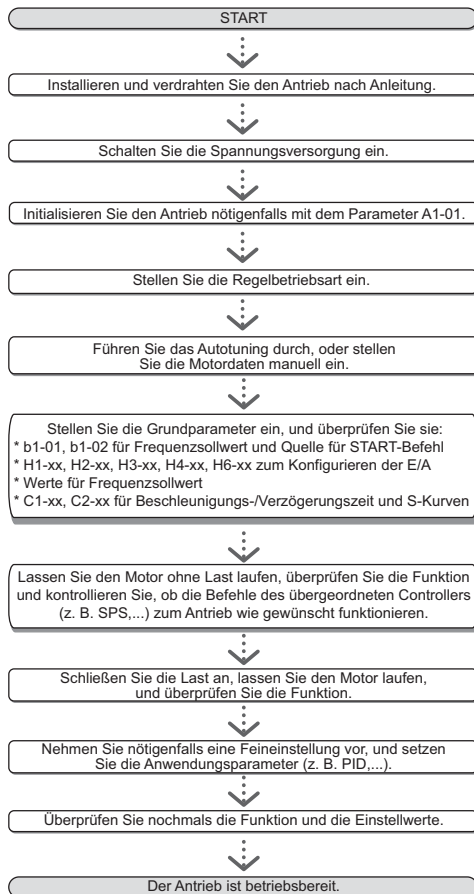 START
Installieren und verdrahten Sie den Antrieb nach Anleitung.
Schalten Sie die Spannungsversorgung ein.
Initialisieren Sie den Antrieb nötigenfalls mit dem Parameter A1-01.
Stellen Sie die Regelbetriebsart ein.
Führen Sie das Autotuning durch, oder stellen
Sie die Motordaten manuell ein.
Stellen Sie die Grundparameter ein, und überprüfen Sie sie:
* b1-01, b1-02 für Frequenzsollwert und Quelle für START-Befehl
* H1-xx, H2-xx, H3-xx, H4-xx, H6-xx zum Konfigurieren der E/A
* Werte für Frequenzsollwert
* C1-xx, C2-xx für Beschleunigungs-/Verzögerungszeit und S-Kurven
Lassen Sie den Motor ohne Last laufen, überprüfen Sie die Funktion
und kontrollieren Sie, ob die Befehle des übergeordneten Controllers
(z. B. SPS,...) zum Antrieb wie gewünscht funktionieren.
Schließen Sie die Last an, lassen Sie den Motor laufen,
und überprüfen Sie die Funktion.
Nehmen Sie nötigenfalls eine Feineinstellung vor, und setzen
Sie die Anwendungsparameter (z. B. PID,...).
Überprüfen Sie nochmals die Funktion und die Einstellwerte.
Der Antrieb ist betriebsbereit.